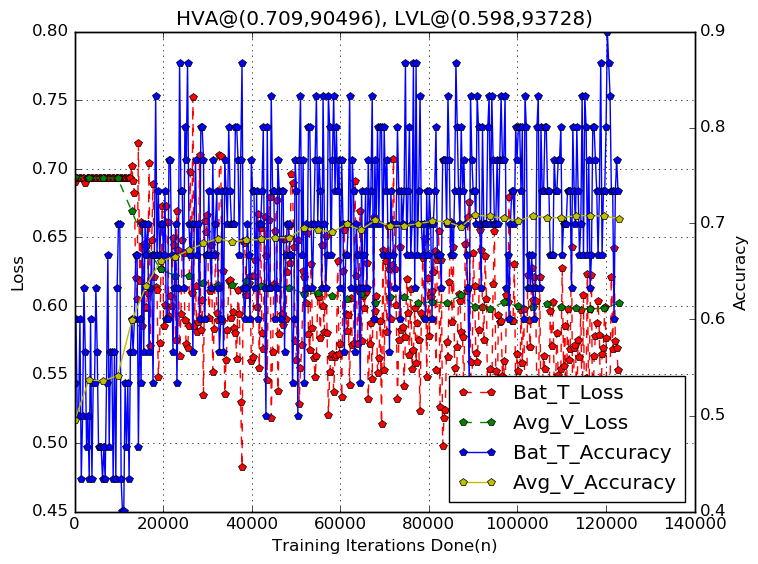 HVA@(0.709,90496), LVL@(0.598,93728)
0.80
0.75
0.70
0.65
0.60
0.55
0.50
0.45
Loss
0.9
0.8
0.7
0.6
0.5
0.4
Accuracy
Bat_T_Loss
Avg_V_Loss
Bat_T_Accuracy
Avg_V_Accuracy
0 20000 40000 60000 80000 100000 120000 140000
Training Iterations Done(n)